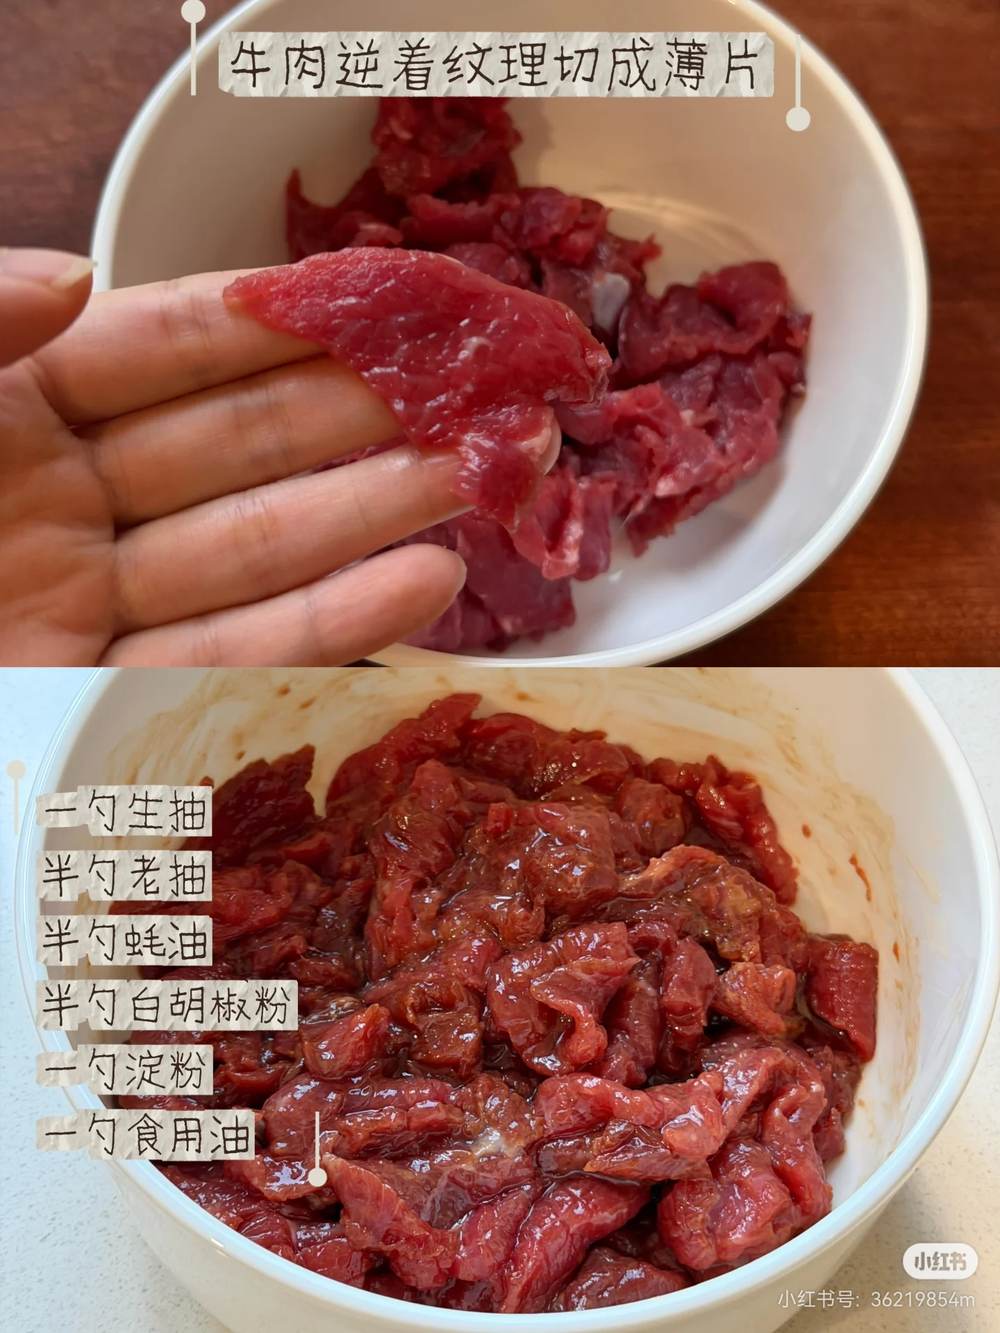 牛肉逆着纹理切成薄片
一勺生抽
半勺老抽
半勺蚝油
半勺白胡椒粉
一勺淀粉
一勺食用油
小红书
小红书号: 36219854m